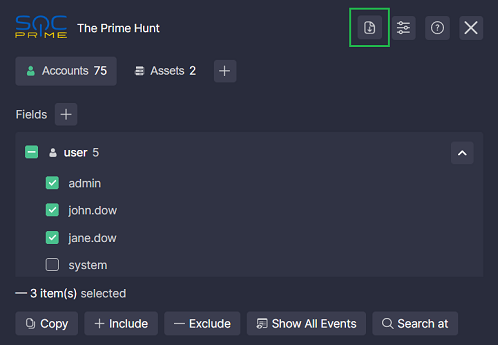 SOC PRIME The Prime Hunt
Accounts 75 Assets 2
Fields
user 5
admin
john.dow
jane.dow
system
— 3 item(s) selected
Copy Include Exclude Show All Events Search at